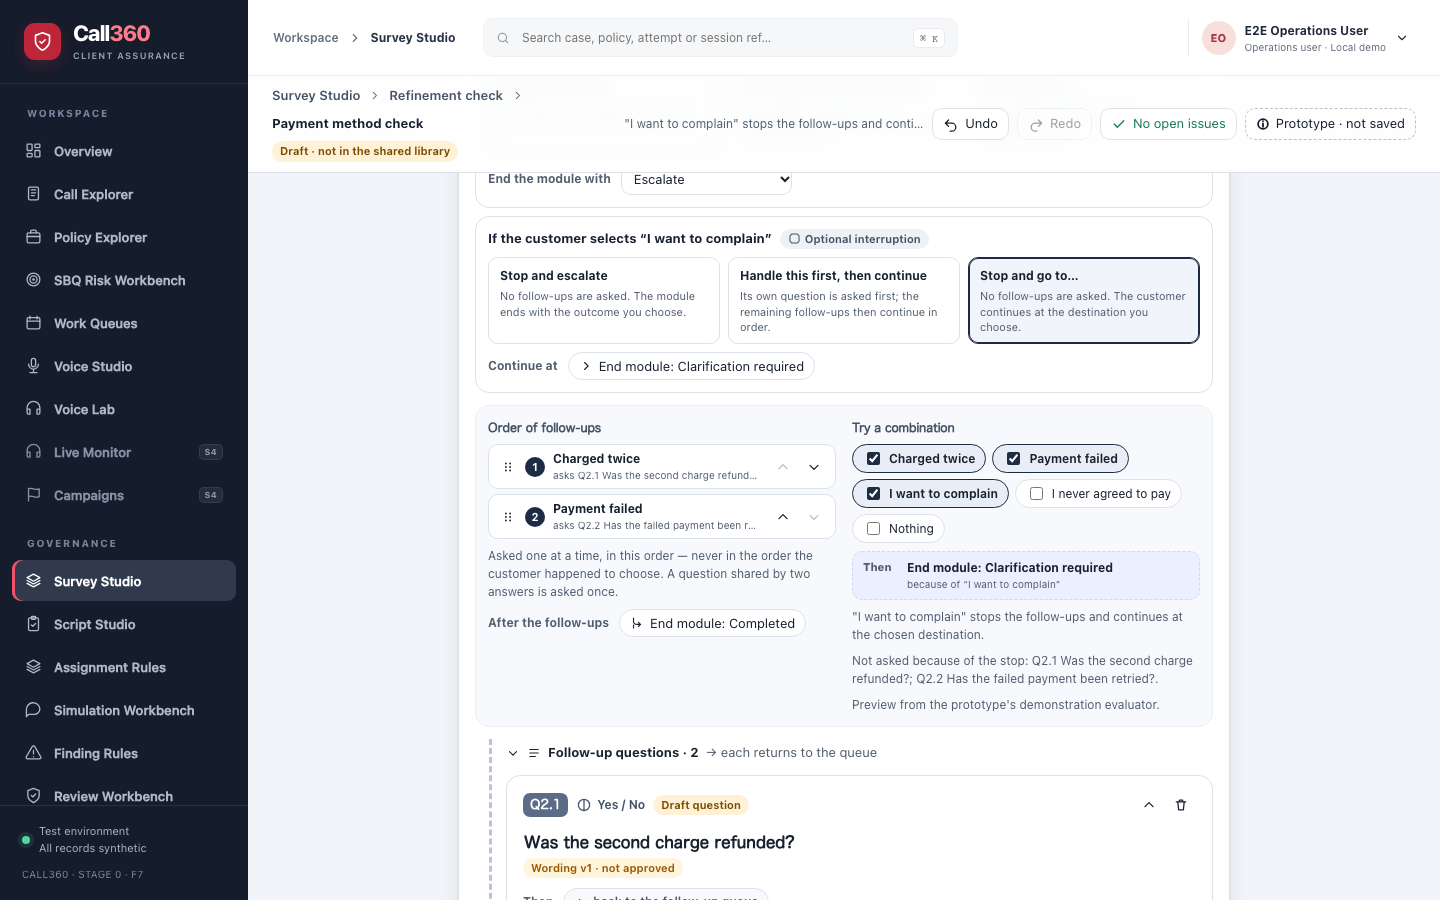 Call360
CLIENT ASSURANCE
WORKSPACE
Overview
Call Explorer
Policy Explorer
SBQ Risk Workbench
Work Queues
Voice Studio
Voice Lab
Live Monitor S4
Campaigns S4
GOVERNANCE
Survey Studio
Script Studio
Assignment Rules
Simulation Workbench
Finding Rules
Review Workbench
Test environment
All records synthetic
CALL360 · STAGE 0 · F7
Workspace > Survey Studio
Search case, policy, attempt or session ref...
⌘ K
EO
E2E Operations User
Operations user · Local demo
Survey Studio > Refinement check >
Payment method check
Draft · not in the shared library
"I want to complain" stops the follow-ups and conti...
Undo
Redo
No open issues
Prototype · not saved
End the module with Escalate
If the customer selects “I want to complain” Optional interruption
Stop and escalate
No follow-ups are asked. The module
ends with the outcome you choose.
Handle this first, then continue
Its own question is asked first; the
remaining follow-ups then continue in
order.
Stop and go to...
No follow-ups are asked. The customer
continues at the destination you
choose.
Continue at > End module: Clarification required
Order of follow-ups
1 Charged twice
asks Q2.1 Was the second charge refund...
2 Payment failed
asks Q2.2 Has the failed payment been r...
Asked one at a time, in this order — never in the order the
customer happened to choose. A question shared by two
answers is asked once.
After the follow-ups End module: Completed
Try a combination
Charged twice
Payment failed
I want to complain
I never agreed to pay
Nothing
Then End module: Clarification required
because of “I want to complain”
"I want to complain" stops the follow-ups and continues at
the chosen destination.
Not asked because of the stop: Q2.1 Was the second charge
refunded?; Q2.2 Has the failed payment been retried?.
Preview from the prototype's demonstration evaluator.
Follow-up questions · 2 → each returns to the queue
Q2.1 Yes / No Draft question
Was the second charge refunded?
Wording v1 · not approved
Then back to the follow-up queue